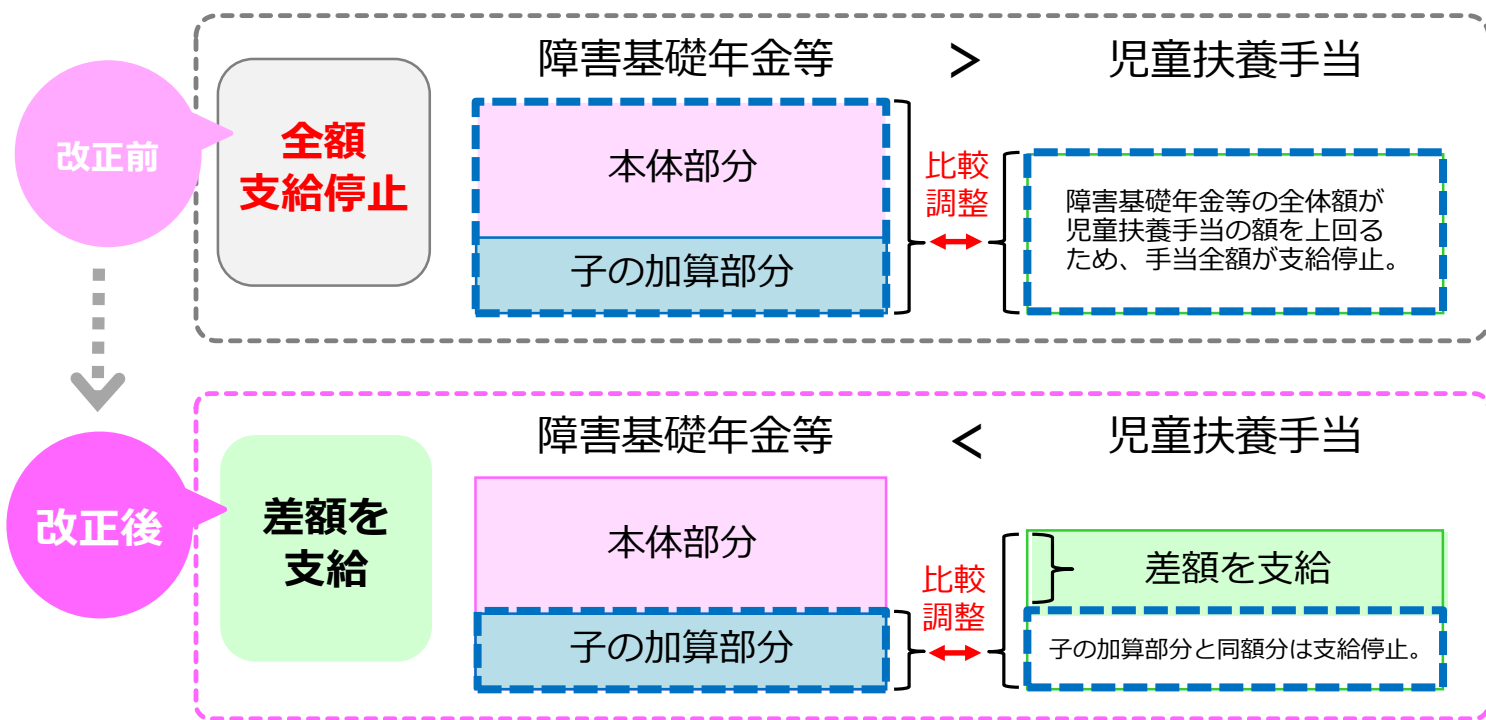 改正前
全額
支給停止
障害基礎年金等 > 児童扶養手当
本体部分
子の加算部分
比較
調整
障害基礎年金等の全体額が
児童扶養手当の額を上回る
ため、手当全額が支給停止。
改正後
差額を
支給
障害基礎年金等 < 児童扶養手当
本体部分
子の加算部分
比較
調整
差額を支給
子の加算部分と同額分は支給停止。